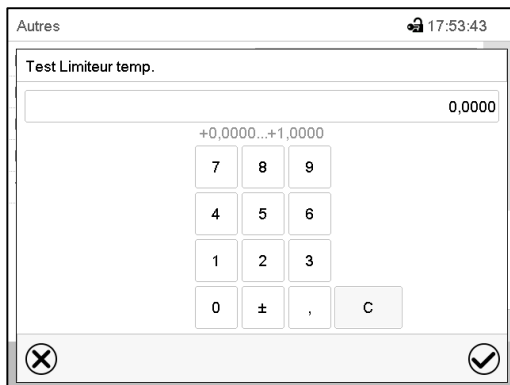 Autres 17:53:43
Test Limiteur temp.
0,0000
+0,0000...+1,0000
7 8 9
4 5 6
1 2 3
0 ± , C